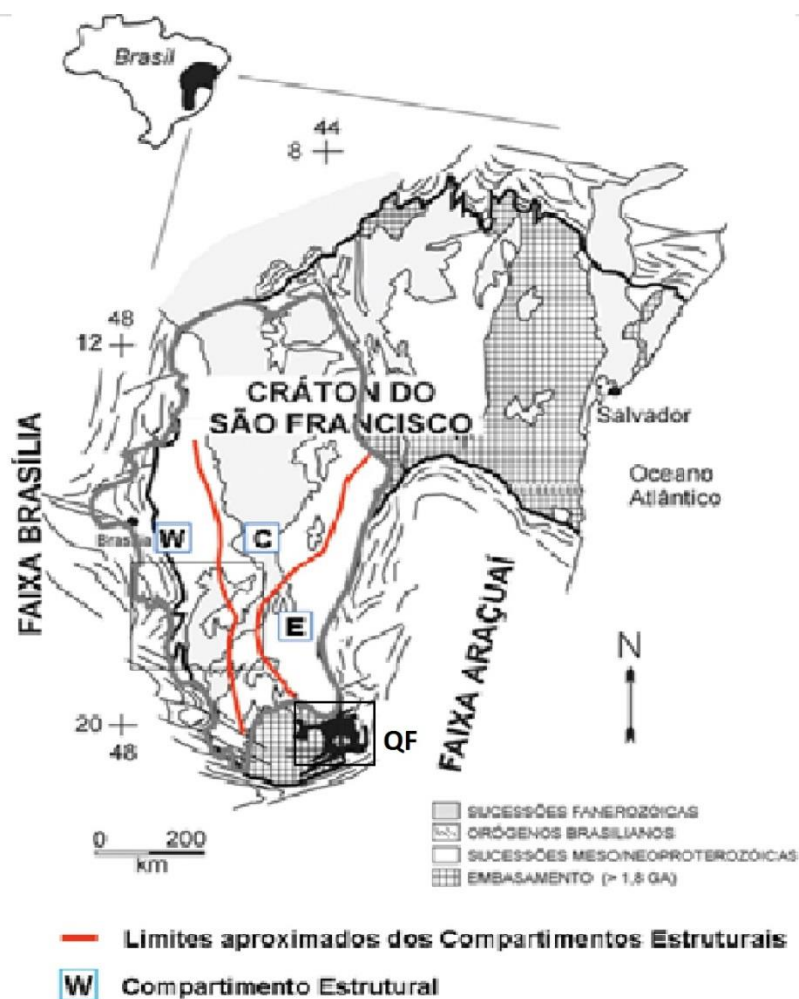 Brasil
44
8
48
12
CRÁTON DO
SÃO FRANCISCO
Salvador
Oceano
Atlântico
FAIXA BRASÍLIA
Brasília
W
C
E
FAIXA ARAÇUAÍ
N
20
48
QF
SUCESSÕES FANEROZÓICAS
ORÓGENOS BRASILIANOS
SUCESSÕES MESO/NEOPROTEROZÓICAS
EMBASAMENTO (> 1,8 GA)
0 200
km
Limites aproximados dos Compartimentos Estruturais
W Compartimento Estrutural